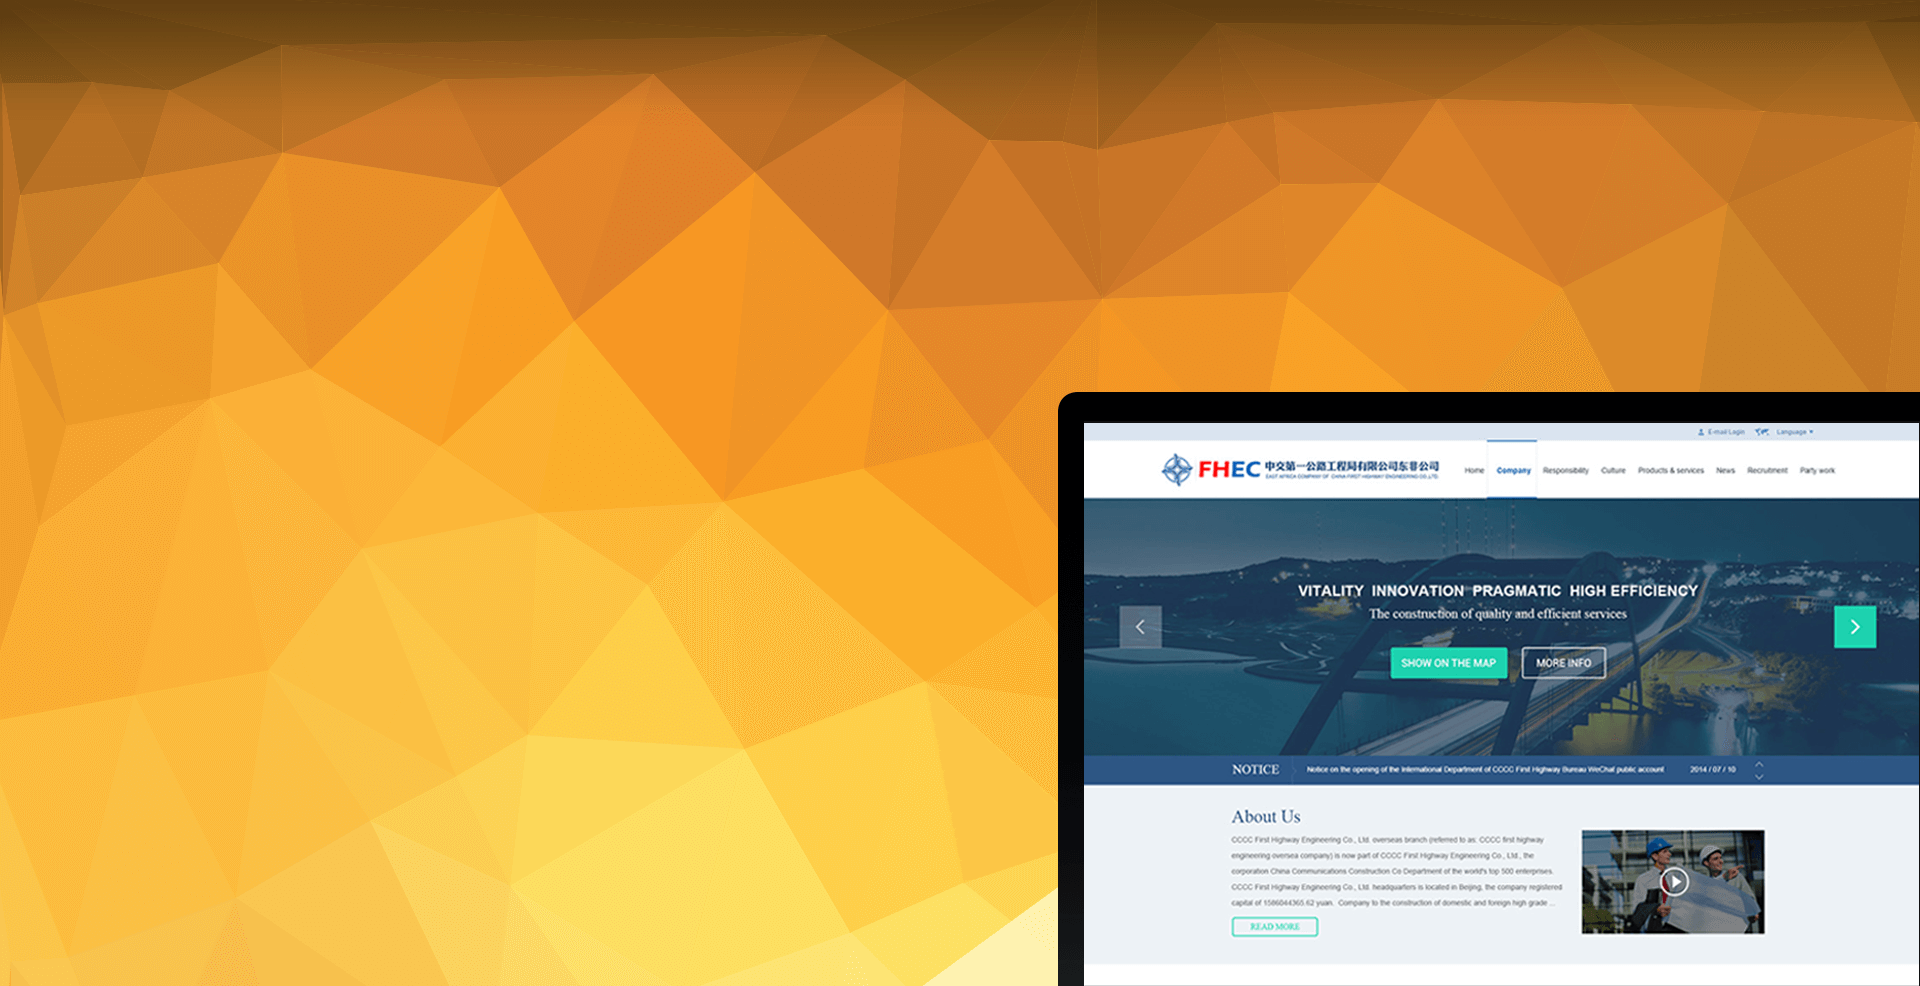 E-mail Login Language
FHEC 中交第一公路工程局有限公司东非公司
EAST AFRICA COMPANY OF CHINA FIRST HIGHWAY ENGINEERING CO.,LTD.
Home Company Responsibility Culture Products & services News Recruitment Party work
VITALITY INNOVATION PRAGMATIC HIGH EFFICIENCY
The construction of quality and efficient services
SHOW ON THE MAP MORE INFO
NOTICE Notice on the opening of the International Department of CCCC First Highway Bureau WeChat public account 2014 / 07 / 10
About Us
CCCC First Highway Engineering Co., Ltd. overseas branch (referred to as: CCCC first highway
engineering oversea company) is now part of CCCC First Highway Engineering Co., Ltd., the
corporation China Communications Construction Co Department of the world's top 500 enterprises.
CCCC First Highway Engineering Co., Ltd. headquarters is located in Beijing, the company registered
capital of 1586044365.62 yuan. Company to the construction of domestic and foreign high grade ...
READ MORE